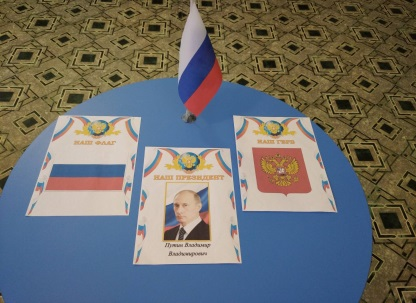 НАШ ФЛАГ
НАШ ПРЕЗИДЕНТ
Путин Владимир
Владимирович
НАШ ГЕРБ